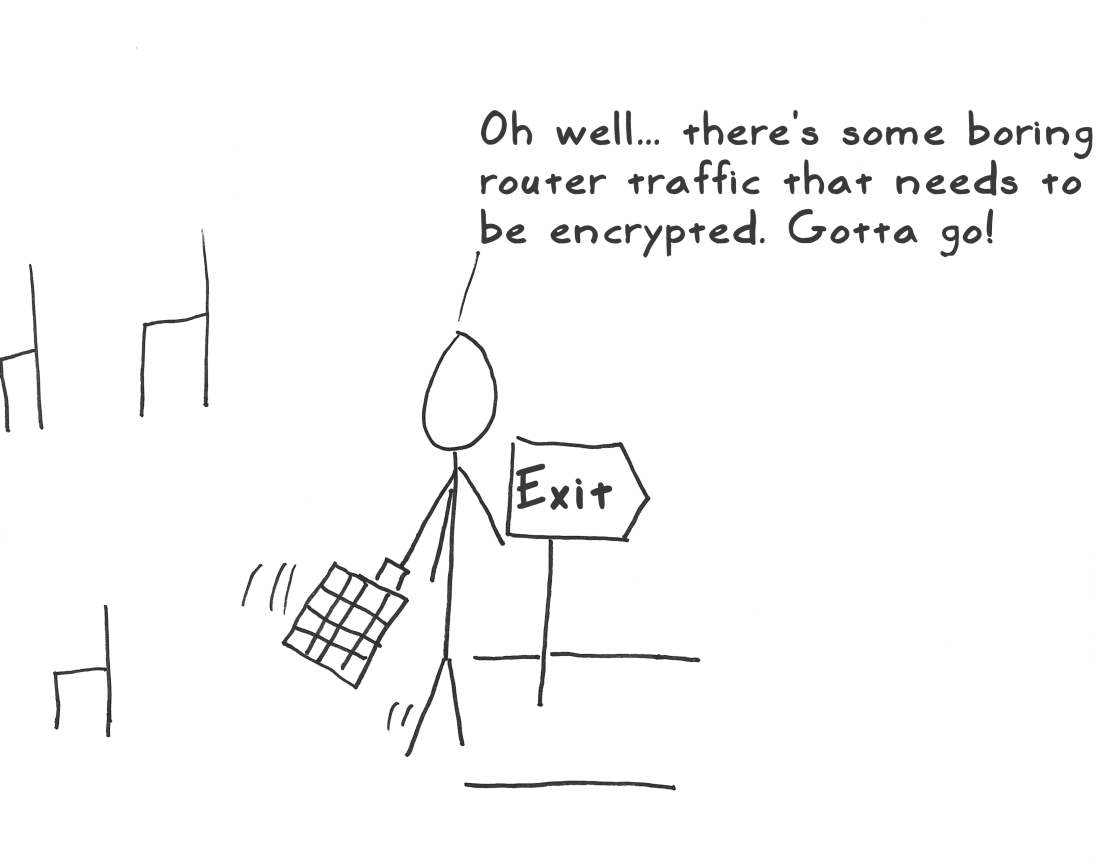 Oh well... there's some boring
router traffic that needs to
be encrypted. Gotta go!
Exit